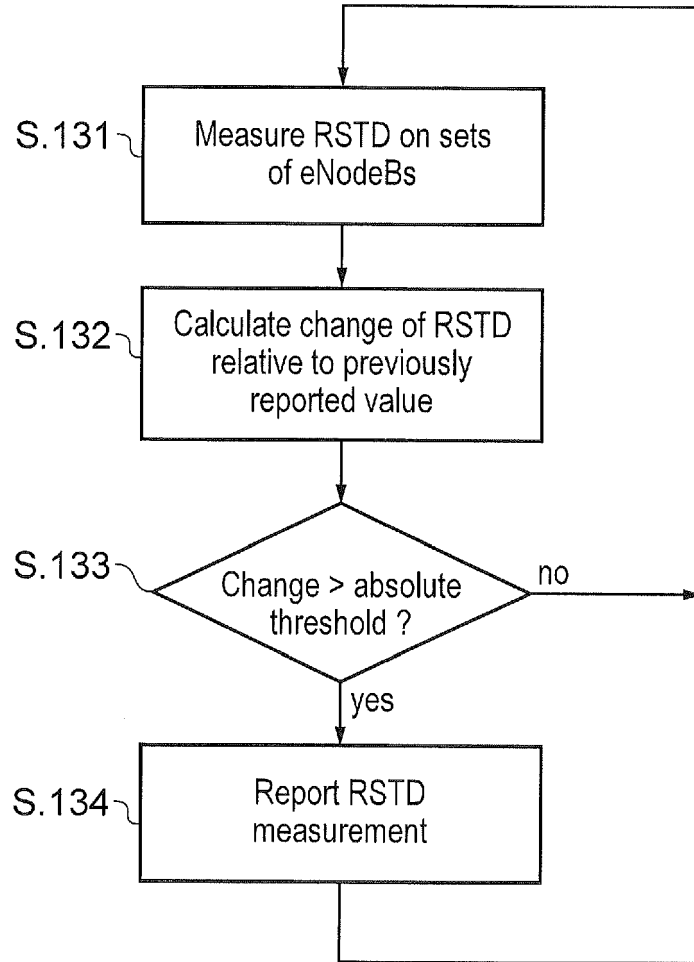 S.131
Measure RSTD on sets
of eNodeBs
S.132
Calculate change of RSTD
relative to previously
reported value
S.133
Change > absolute
threshold ?
no
yes
S.134
Report RSTD
measurement